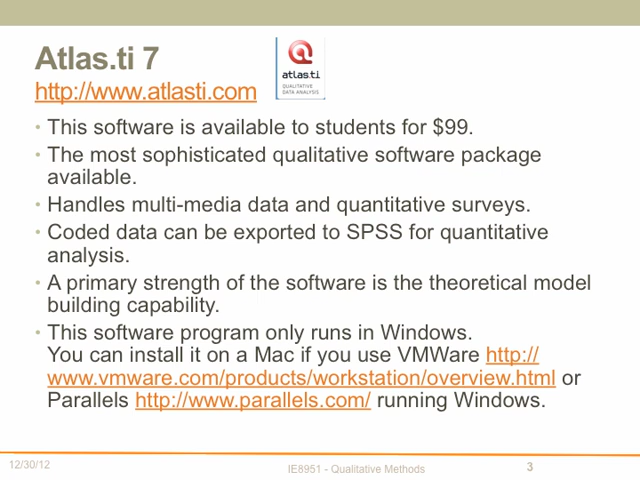 Atlas.ti 7
http://www.atlasti.com
atlas.ti
QUALITATIVE
DATA ANALYSIS
• This software is available to students for $99.
• The most sophisticated qualitative software package
available.
• Handles multi-media data and quantitative surveys.
• Coded data can be exported to SPSS for quantitative
analysis.
• A primary strength of the software is the theoretical model
building capability.
• This software program only runs in Windows.
You can install it on a Mac if you use VMWare http://
www.vmware.com/products/workstation/overview.html or
Parallels http://www.parallels.com/ running Windows.
12/30/12
IE8951 - Qualitative Methods
3